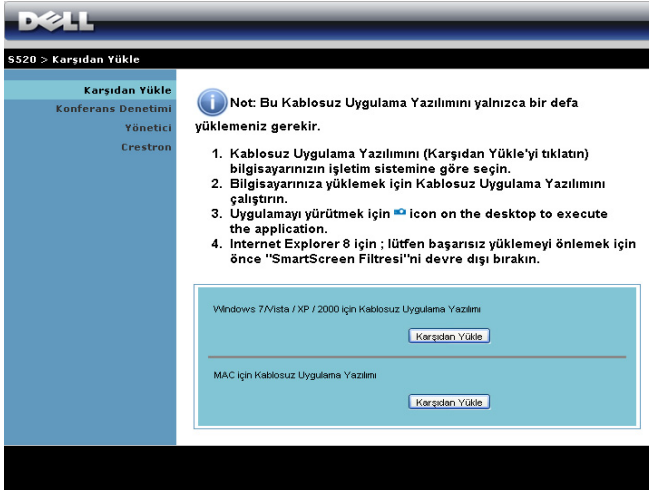 DELL
S520 > Karşıdan Yükle
Karşıdan Yükle
Konferans Denetimi
Yönetici
Crestron
Not: Bu Kablosuz Uygulama Yazılımını yalnızca bir defa
yüklemeniz gerekir.
1. Kablosuz Uygulama Yazılımını (Karşıdan Yükle'yi tıklatın)
bilgisayarınızın işletim sistemine göre seçin.
2. Bilgisayarınıza yüklemek için Kablosuz Uygulama Yazılımını
çalıştırın.
3. Uygulamayı yürütmek için icon on the desktop to execute
the application.
4. Internet Explorer 8 için ; lütfen başarısız yüklemeyi önlemek için
önce "SmartScreen Filtresi"ni devre dışı bırakın.
Windows 7/Vista / XP / 2000 için Kablosuz Uygulama Yazılımı
Karşıdan Yükle
MAC için Kablosuz Uygulama Yazılımı
Karşıdan Yükle